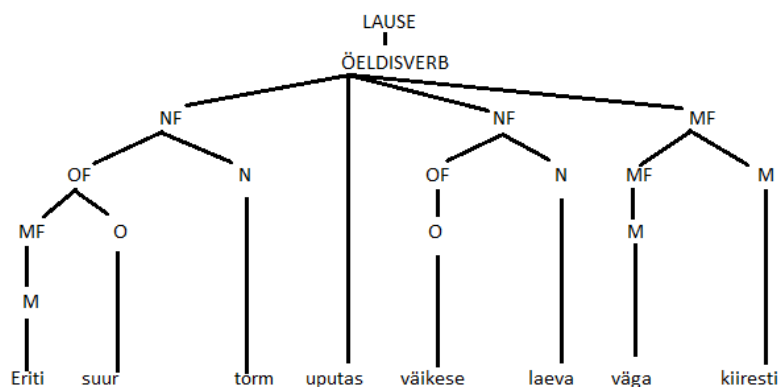 LAUSE
ÖELDISVERB
NF NF MF
OF N OF N MF M
MF O O M
M
Eriti suur torm uputas väikese laeva väga kiiresti